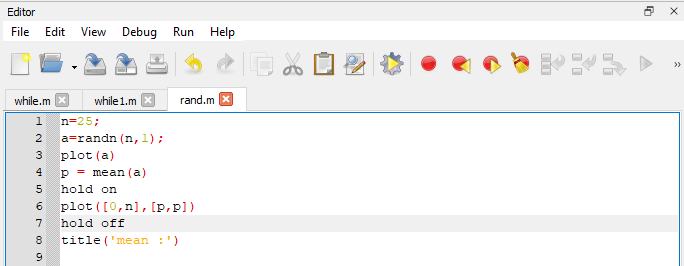 Editor
File Edit View Debug Run Help
while.m while1.m rand.m
1 n=25;
2 a=randn(n,1);
3 plot(a)
4 p = mean(a)
5 hold on
6 plot([0,n],[p,p])
7 hold off
8 title('mean :')
9